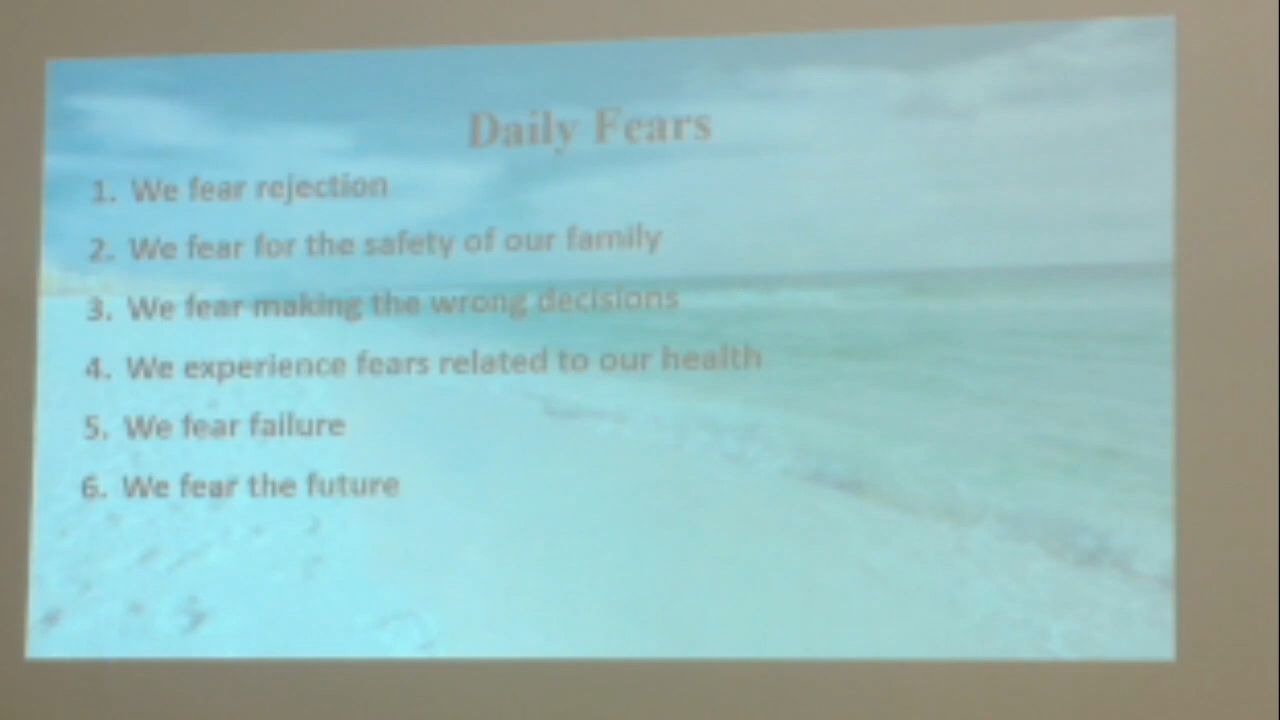 Daily Fears
1. We fear rejection
2. We fear for the safety of our family
3. We fear making the wrong decisions
4. We experience fears related to our health
5. We fear failure
6. We fear the future